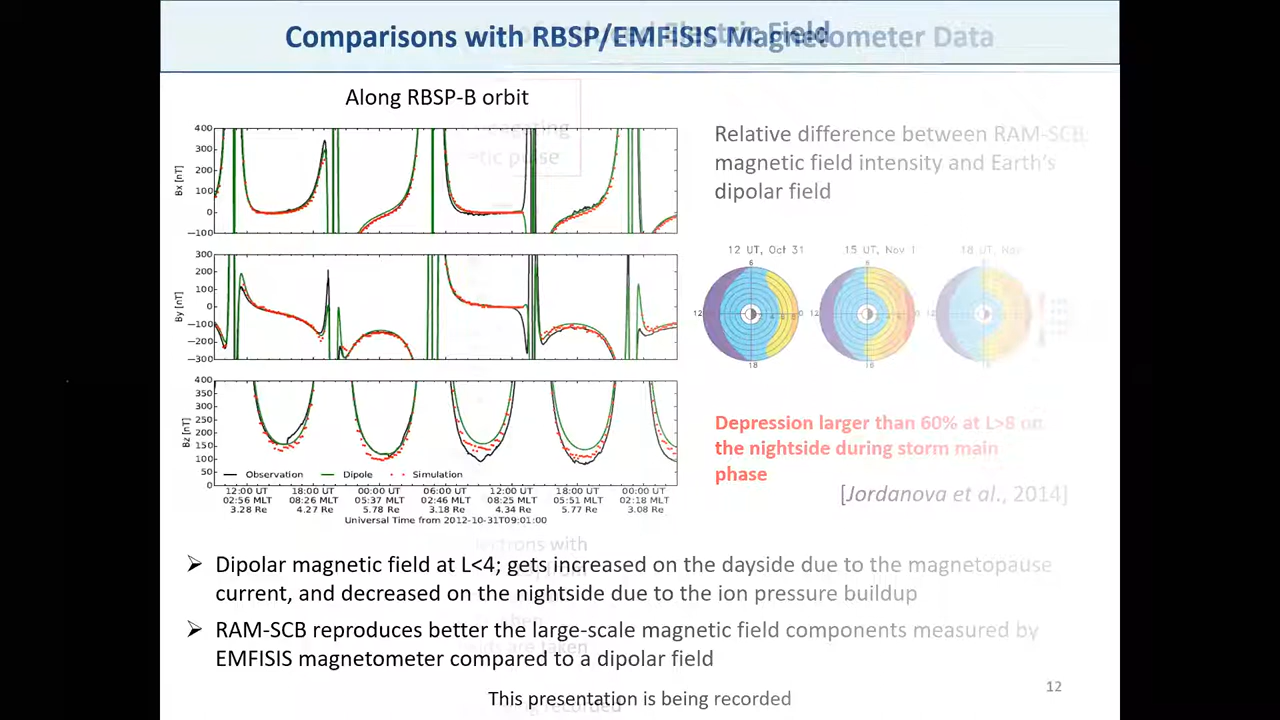 Comparisons with RBSP/EMFISIS Magnetometer Data
Electric Field
Along RBSP-B orbit
Bx [nT]
400
300
200
100
0
−100
By [nT]
300
200
100
0
−100
−200
−300
Bz [nT]
400
350
300
250
200
150
100
50
0
Observation Dipole Simulation
12:00 UT 18:00 UT 00:00 UT 06:00 UT 12:00 UT 18:00 UT 00:00 UT
02:56 MLT 08:26 MLT 05:37 MLT 02:46 MLT 08:25 MLT 05:51 MLT 02:18 MLT
3.28 Re 4.27 Re 5.78 Re 3.18 Re 4.34 Re 5.77 Re 3.08 Re
Universal Time from 2012-10-31T09:01:00
Relative difference between RAM-SCB
magnetic field intensity and Earth's
dipolar field
12 UT, Oct 31 15 UT, Nov 1 18 UT, Nov
Depression larger than 60% at L>8 on
the nightside during storm main
phase
[Jordanova et al., 2014]
➢ Dipolar magnetic field at L<4; gets increased on the dayside due to the magnetopause
current, and decreased on the nightside due to the ion pressure buildup
➢ RAM-SCB reproduces better the large-scale magnetic field components measured by
EMFISIS magnetometer compared to a dipolar field
This presentation is being recorded
12